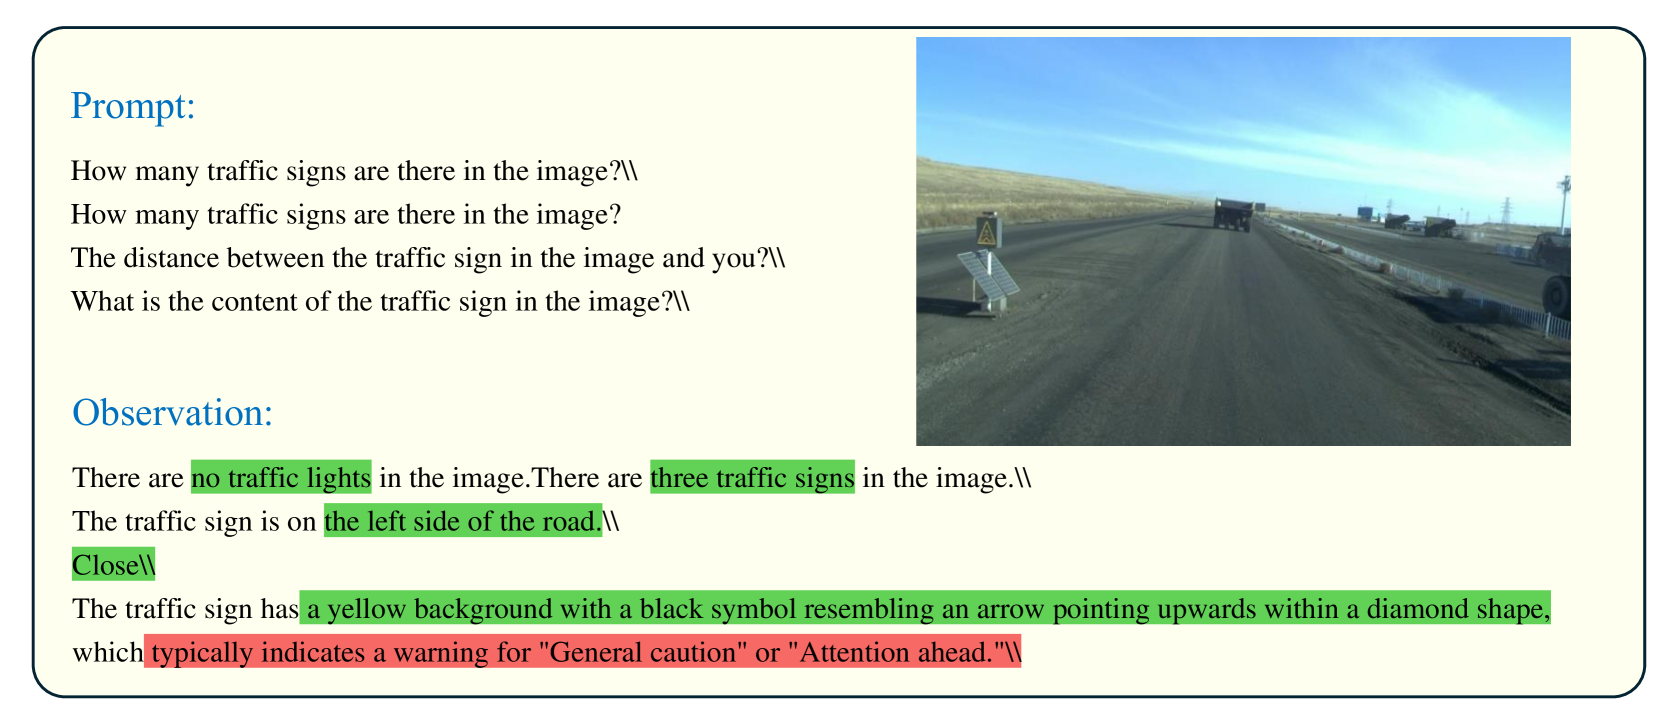 Prompt:
How many traffic signs are there in the image?\\
How many traffic signs are there in the image?
The distance between the traffic sign in the image and you?\\
What is the content of the traffic sign in the image?\\
Observation:
There are no traffic lights in the image.There are three traffic signs in the image.\\
The traffic sign is on the left side of the road.\\
Close\\
The traffic sign has a yellow background with a black symbol resembling an arrow pointing upwards within a diamond shape,
which typically indicates a warning for "General caution" or "Attention ahead."\\